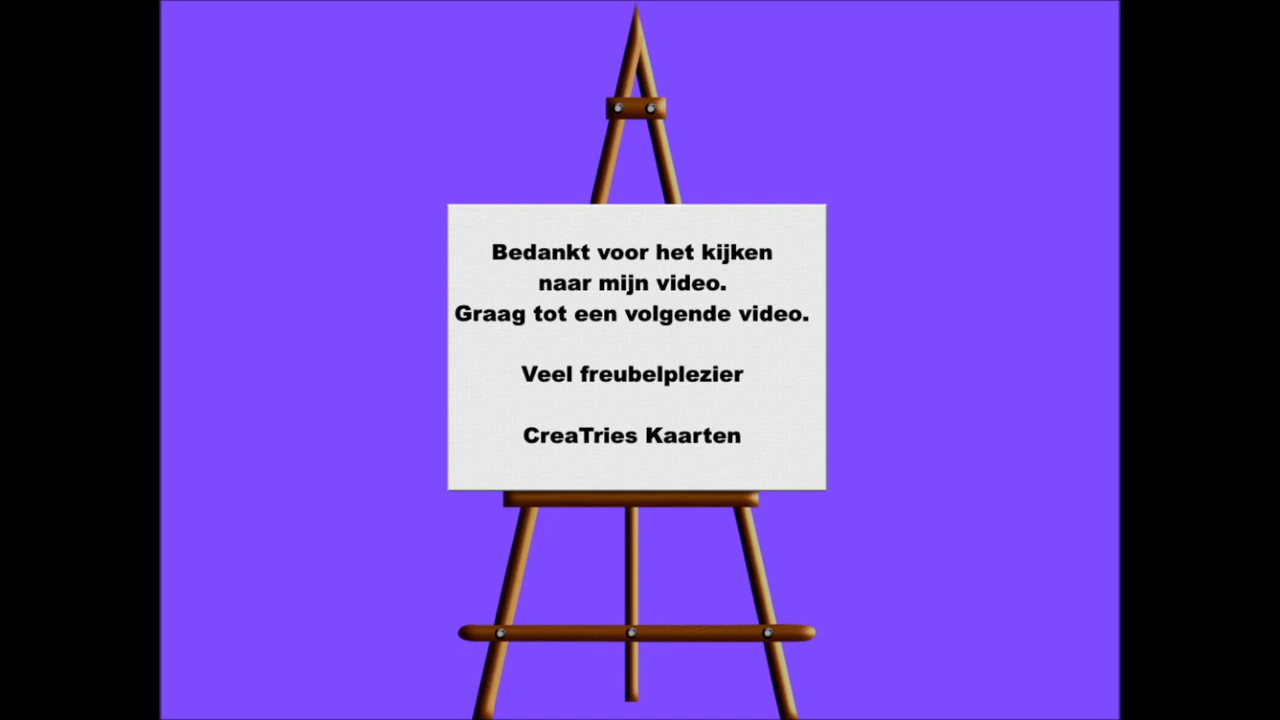 Bedankt voor het kijken
naar mijn video.
Graag tot een volgende video.
Veel freubelplezier
CreaTries Kaarten